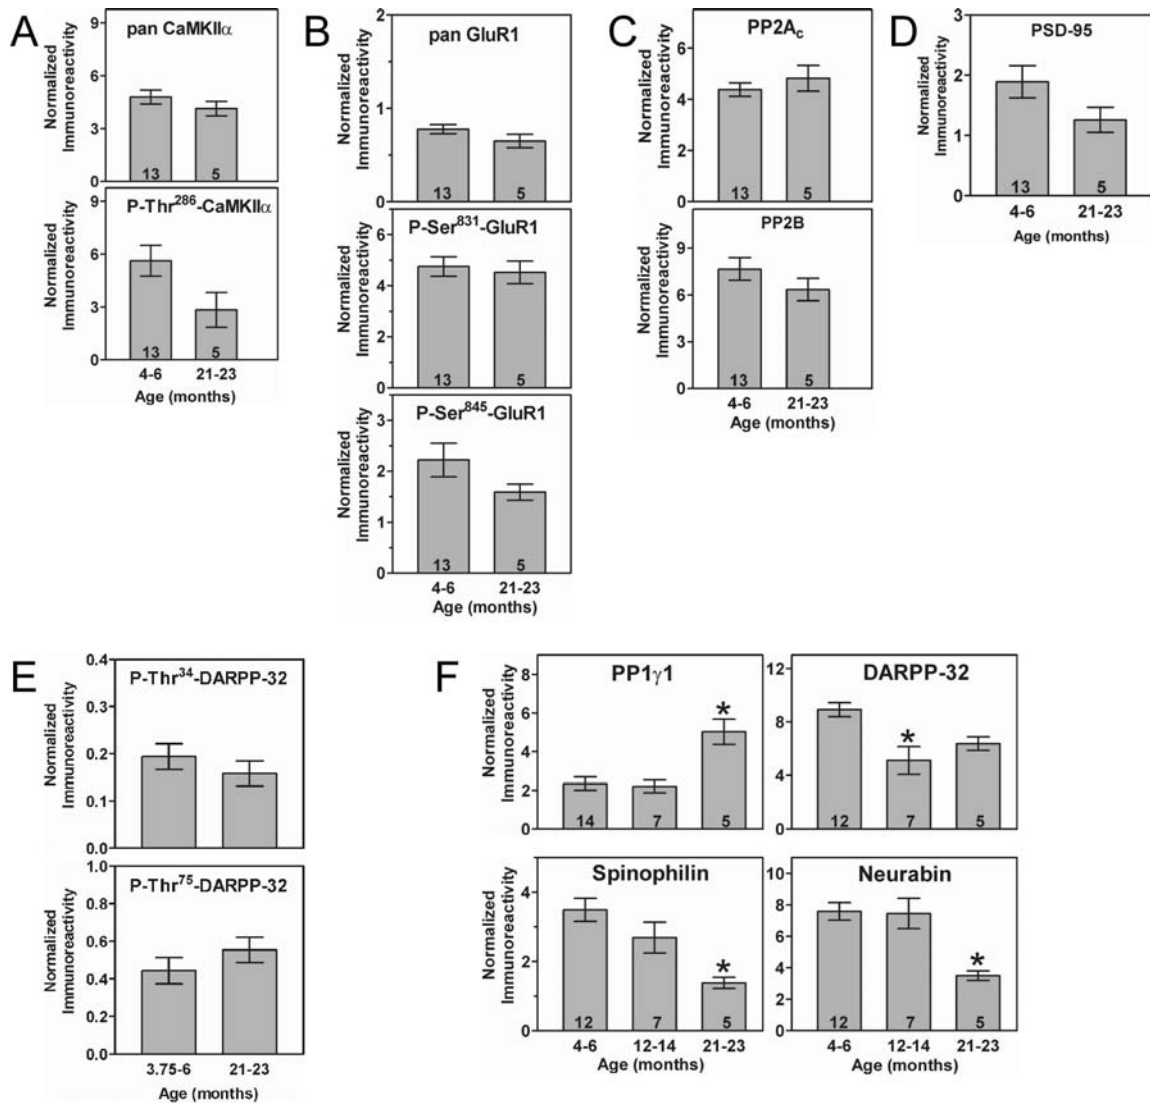 A
pan CaMKIIα
Normalized
Immunoreactivity
9
6
3
0
13
5
P-Thr²⁸⁶-CaMKIIα
Normalized
Immunoreactivity
9
6
3
0
13
5
4-6
21-23
Age (months)
B
pan GluR1
Normalized
Immunoreactivity
2
1
0
13
5
P-Ser⁸³¹-GluR1
Normalized
Immunoreactivity
6
4
2
0
13
5
P-Ser⁸⁴⁵-GluR1
Normalized
Immunoreactivity
3
2
1
0
13
5
4-6
21-23
Age (months)
C
PP2Ac
Normalized
Immunoreactivity
6
4
2
0
13
5
PP2B
Normalized
Immunoreactivity
9
6
3
0
13
5
4-6
21-23
Age (months)
D
PSD-95
Normalized
Immunoreactivity
3
2
1
0
13
5
4-6
21-23
Age (months)
E
P-Thr³⁴-DARPP-32
Normalized
Immunoreactivity
0.4
0.3
0.2
0.1
0.0
P-Thr⁷⁵-DARPP-32
Normalized
Immunoreactivity
1.0
0.8
0.6
0.4
0.2
0.0
3.75-6
21-23
Age (months)
F
PP1γ1
Normalized
Immunoreactivity
8
6
4
2
0
14
7
5
*
DARPP-32
12
8
4
0
12
7
5
*
Spinophilin
Normalized
Immunoreactivity
4
2
0
12
7
5
*
4-6
12-14
21-23
Age (months)
Neurabin
10
8
6
4
2
0
12
7
5
*
4-6
12-14
21-23
Age (months)